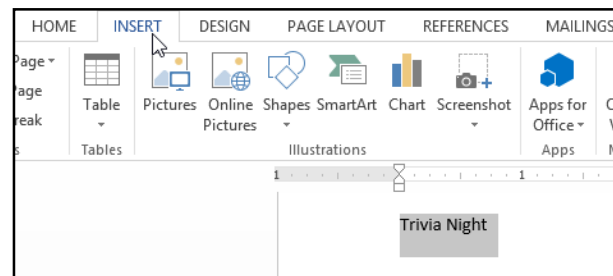 HOME INSERT DESIGN PAGE LAYOUT REFERENCES MAILINGS
Page
Page
reak
Table
Pictures
Online
Pictures
Shapes
SmartArt
Chart
Screenshot
Apps for
Office
s
Tables
Illustrations
Apps
1 1
Trivia Night